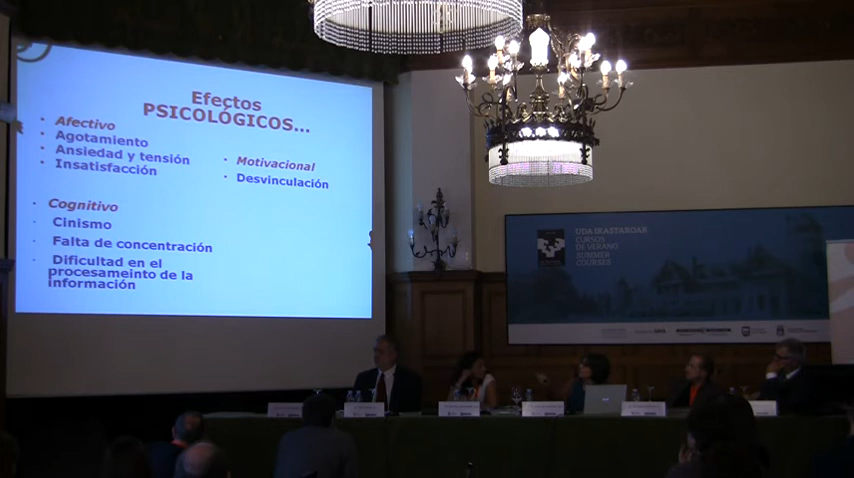 Efectos
PSICOLÓGICOS...
• Afectivo
• Agotamiento
• Ansiedad y tensión
• Insatisfacción
• Motivacional
• Desvinculación
• Cognitivo
• Cinismo
• Falta de concentración
• Dificultad en el
procesameinto de la
información
UDA IKASTAROAK
CURSOS
DE VERANO
SUMMER
COURSES